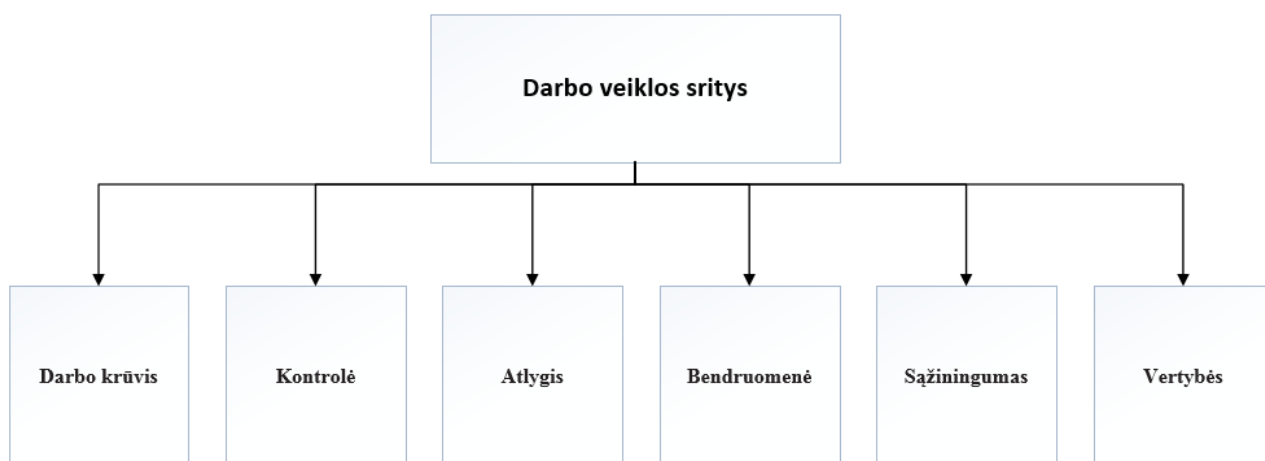 Darbo veiklos sritys
Darbo krūvis
Kontrolė
Atlygis
Bendruomenė
Sąžiningumas
Vertybės